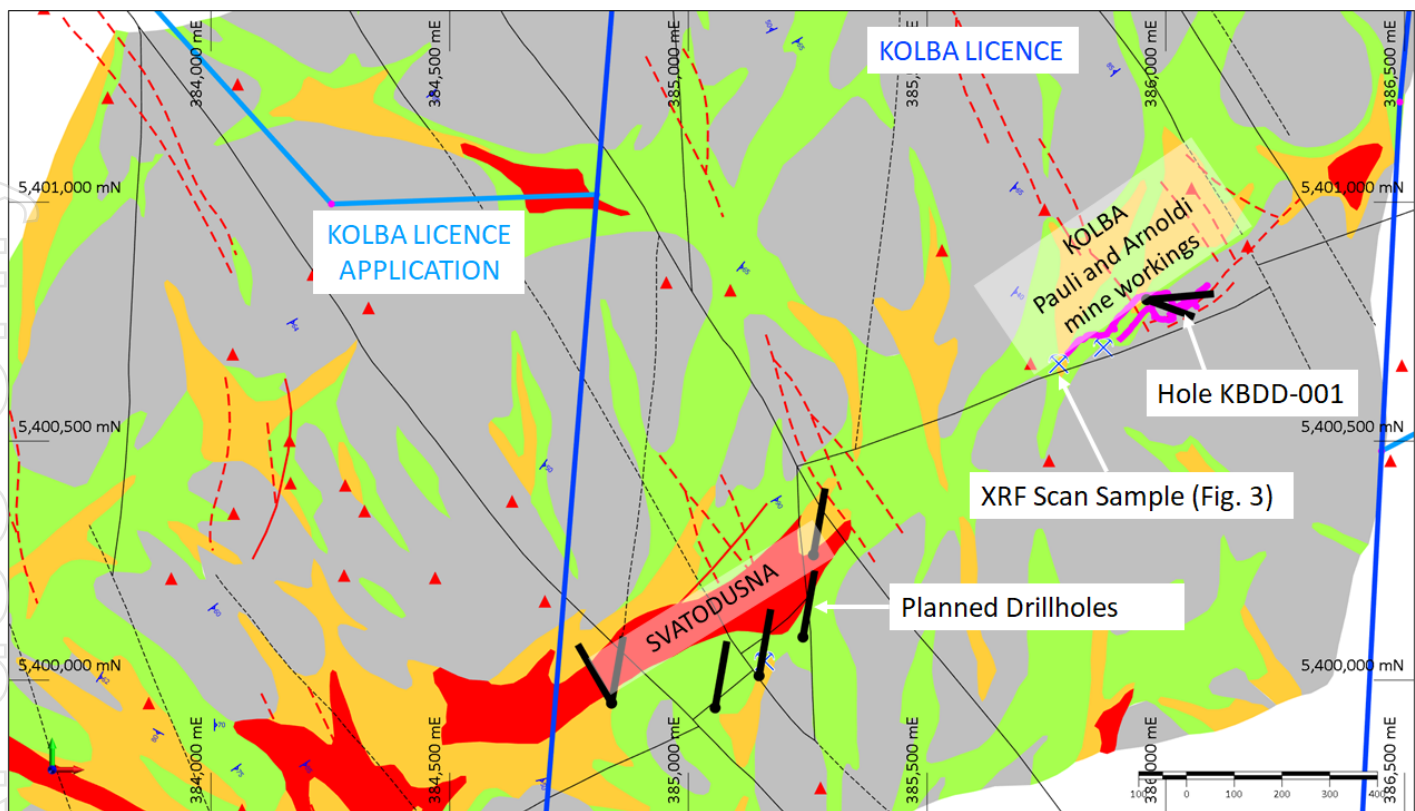 384,000 mE
384,500 mE
385,000 mE
385,
386,000 mE
386,500 mE
KOLBA LICENCE
5,401,000 mN
5,401,000 mN
KOLBA LICENCE
APPLICATION
KOLBA
Pauli and Arnoldi
mine workings
Hole KBDD-001
5,400,500 mN
5,400,500 mN
XRF Scan Sample (Fig. 3)
SVATODUSNA
Planned Drillholes
5,400,000 mN
5,400,000 mN
384,000 mE
384,500 mE
385,000 mE
385,500 mE
386,000 mE
386,500 mE
0 100 200 300